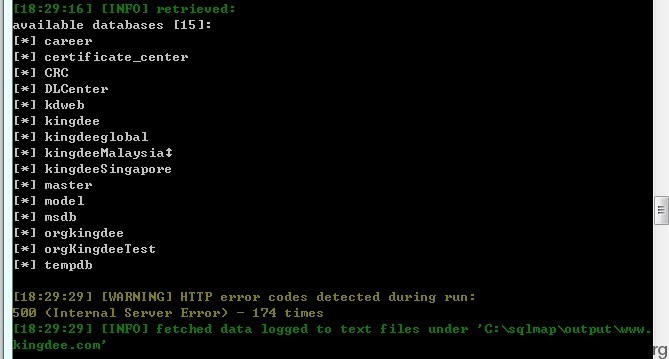 [18:29:16] [INFO] retrieved:
available databases [15]:
[*] career
[*] certificate_center
[*] CRC
[*] DLCenter
[*] kdweb
[*] kingdee
[*] kingdeeglobal
[*] kingdeeMalaysia↕
[*] kingdeeSingapore
[*] master
[*] model
[*] msdb
[*] orgkingdee
[*] orgKingdeeTest
[*] tempdb
[18:29:29] [WARNING] HTTP error codes detected during run:
500 (Internal Server Error) - 174 times
[18:29:29] [INFO] fetched data logged to text files under 'C:\sqlmap\output\www.
kingdee.com'
rg